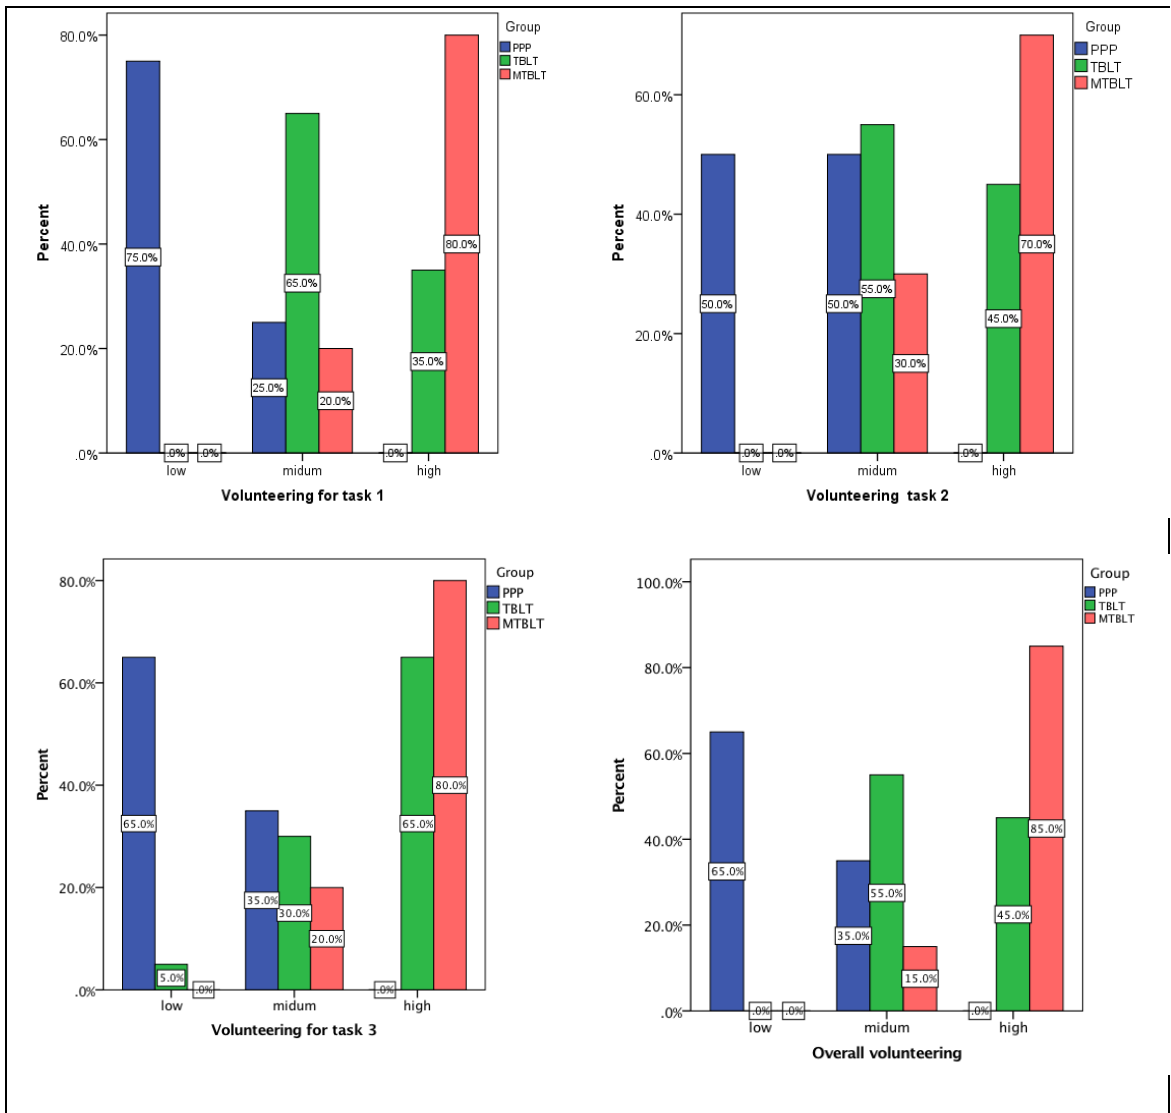 Group
PPP
TBLT
MTBLT
80.0%
60.0%
40.0%
20.0%
.0%
Percent
75.0%
.0%
.0%
25.0%
65.0%
20.0%
.0%
35.0%
80.0%
low
midum
high
Volunteering for task 1
Group
PPP
TBLT
MTBLT
60.0%
40.0%
20.0%
.0%
Percent
50.0%
.0%
.0%
50.0%
55.0%
30.0%
.0%
45.0%
70.0%
low
midum
high
Volunteering task 2
Group
PPP
TBLT
MTBLT
80.0%
60.0%
40.0%
20.0%
.0%
Percent
65.0%
5.0%
.0%
35.0%
30.0%
20.0%
.0%
65.0%
80.0%
low
midum
high
Volunteering for task 3
Group
PPP
TBLT
MTBLT
100.0%
80.0%
60.0%
40.0%
20.0%
.0%
Percent
65.0%
.0%
.0%
35.0%
55.0%
15.0%
.0%
45.0%
85.0%
low
midum
high
Overall volunteering